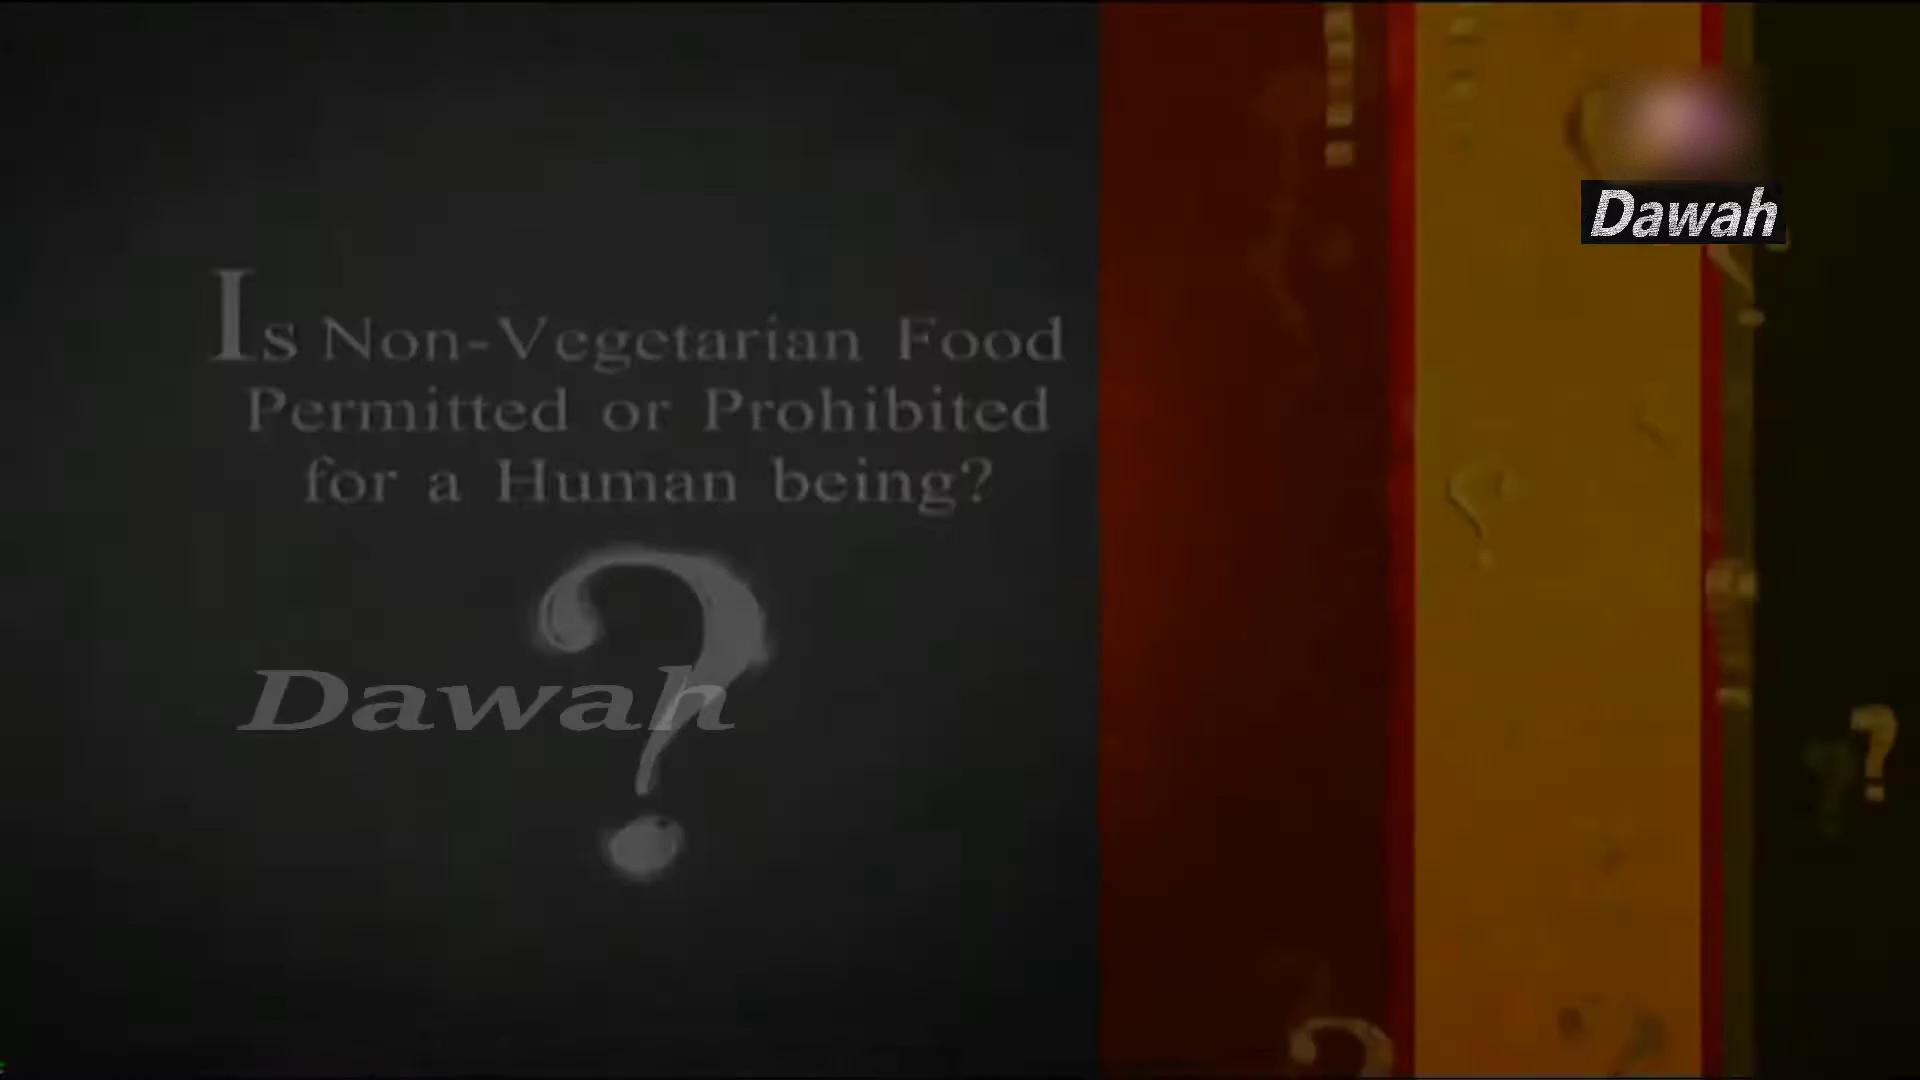 Dawah
Is Non-Vegetarian Food
Permitted or Prohibited
for a Human being?
?
Dawah